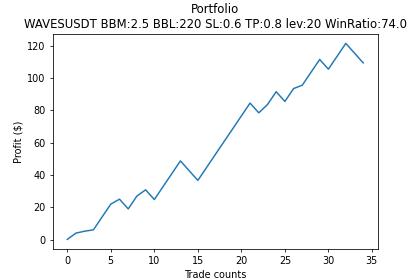 Portfolio
WAVESUSDT BBM:2.5 BBL:220 SL:0.6 TP:0.8 lev:20 WinRatio:74.0
120
100
80
60
40
20
0
Profit ($)
0 5 10 15 20 25 30 35
Trade counts